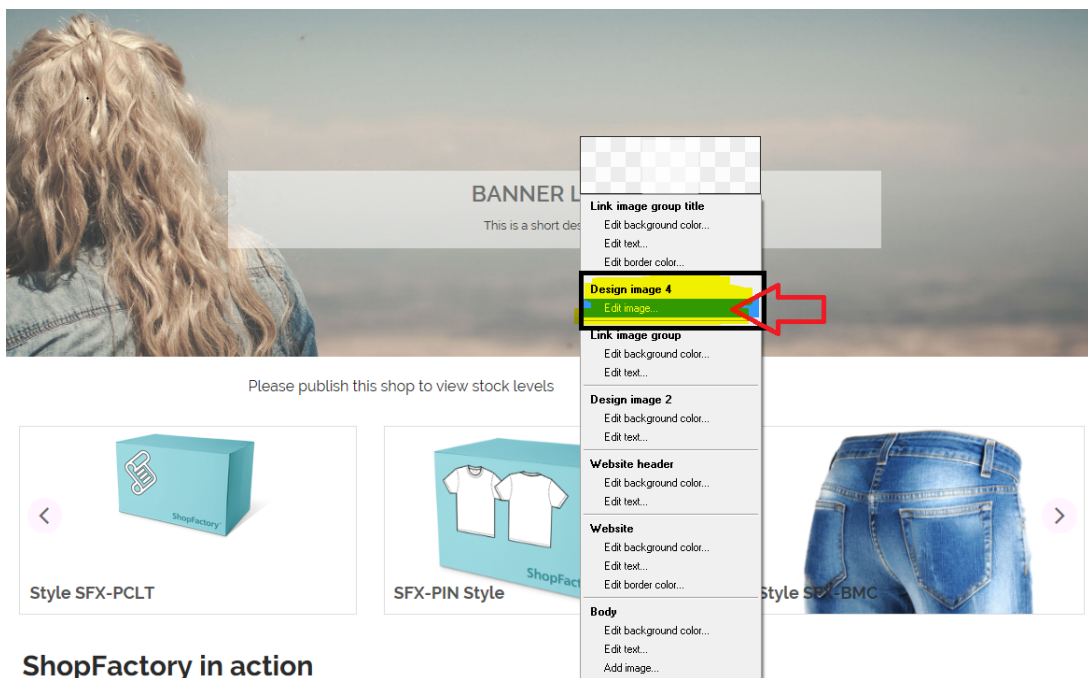 BANNER L
This is a short des
Link image group title
Edit background color...
Edit text...
Edit border color...
Design image 4
Edit image...
Link image group
Edit background color...
Edit text...
Design image 2
Edit background color...
Edit text...
Website header
Edit background color...
Edit text...
Website
Edit background color...
Edit text...
Edit border color...
Body
Edit background color...
Edit text...
Add image...
Please publish this shop to view stock levels
ShopFactory
Style SFX-PCLT
ShopFact
SFX-PIN Style
Style SFX-BMC
ShopFactory in action